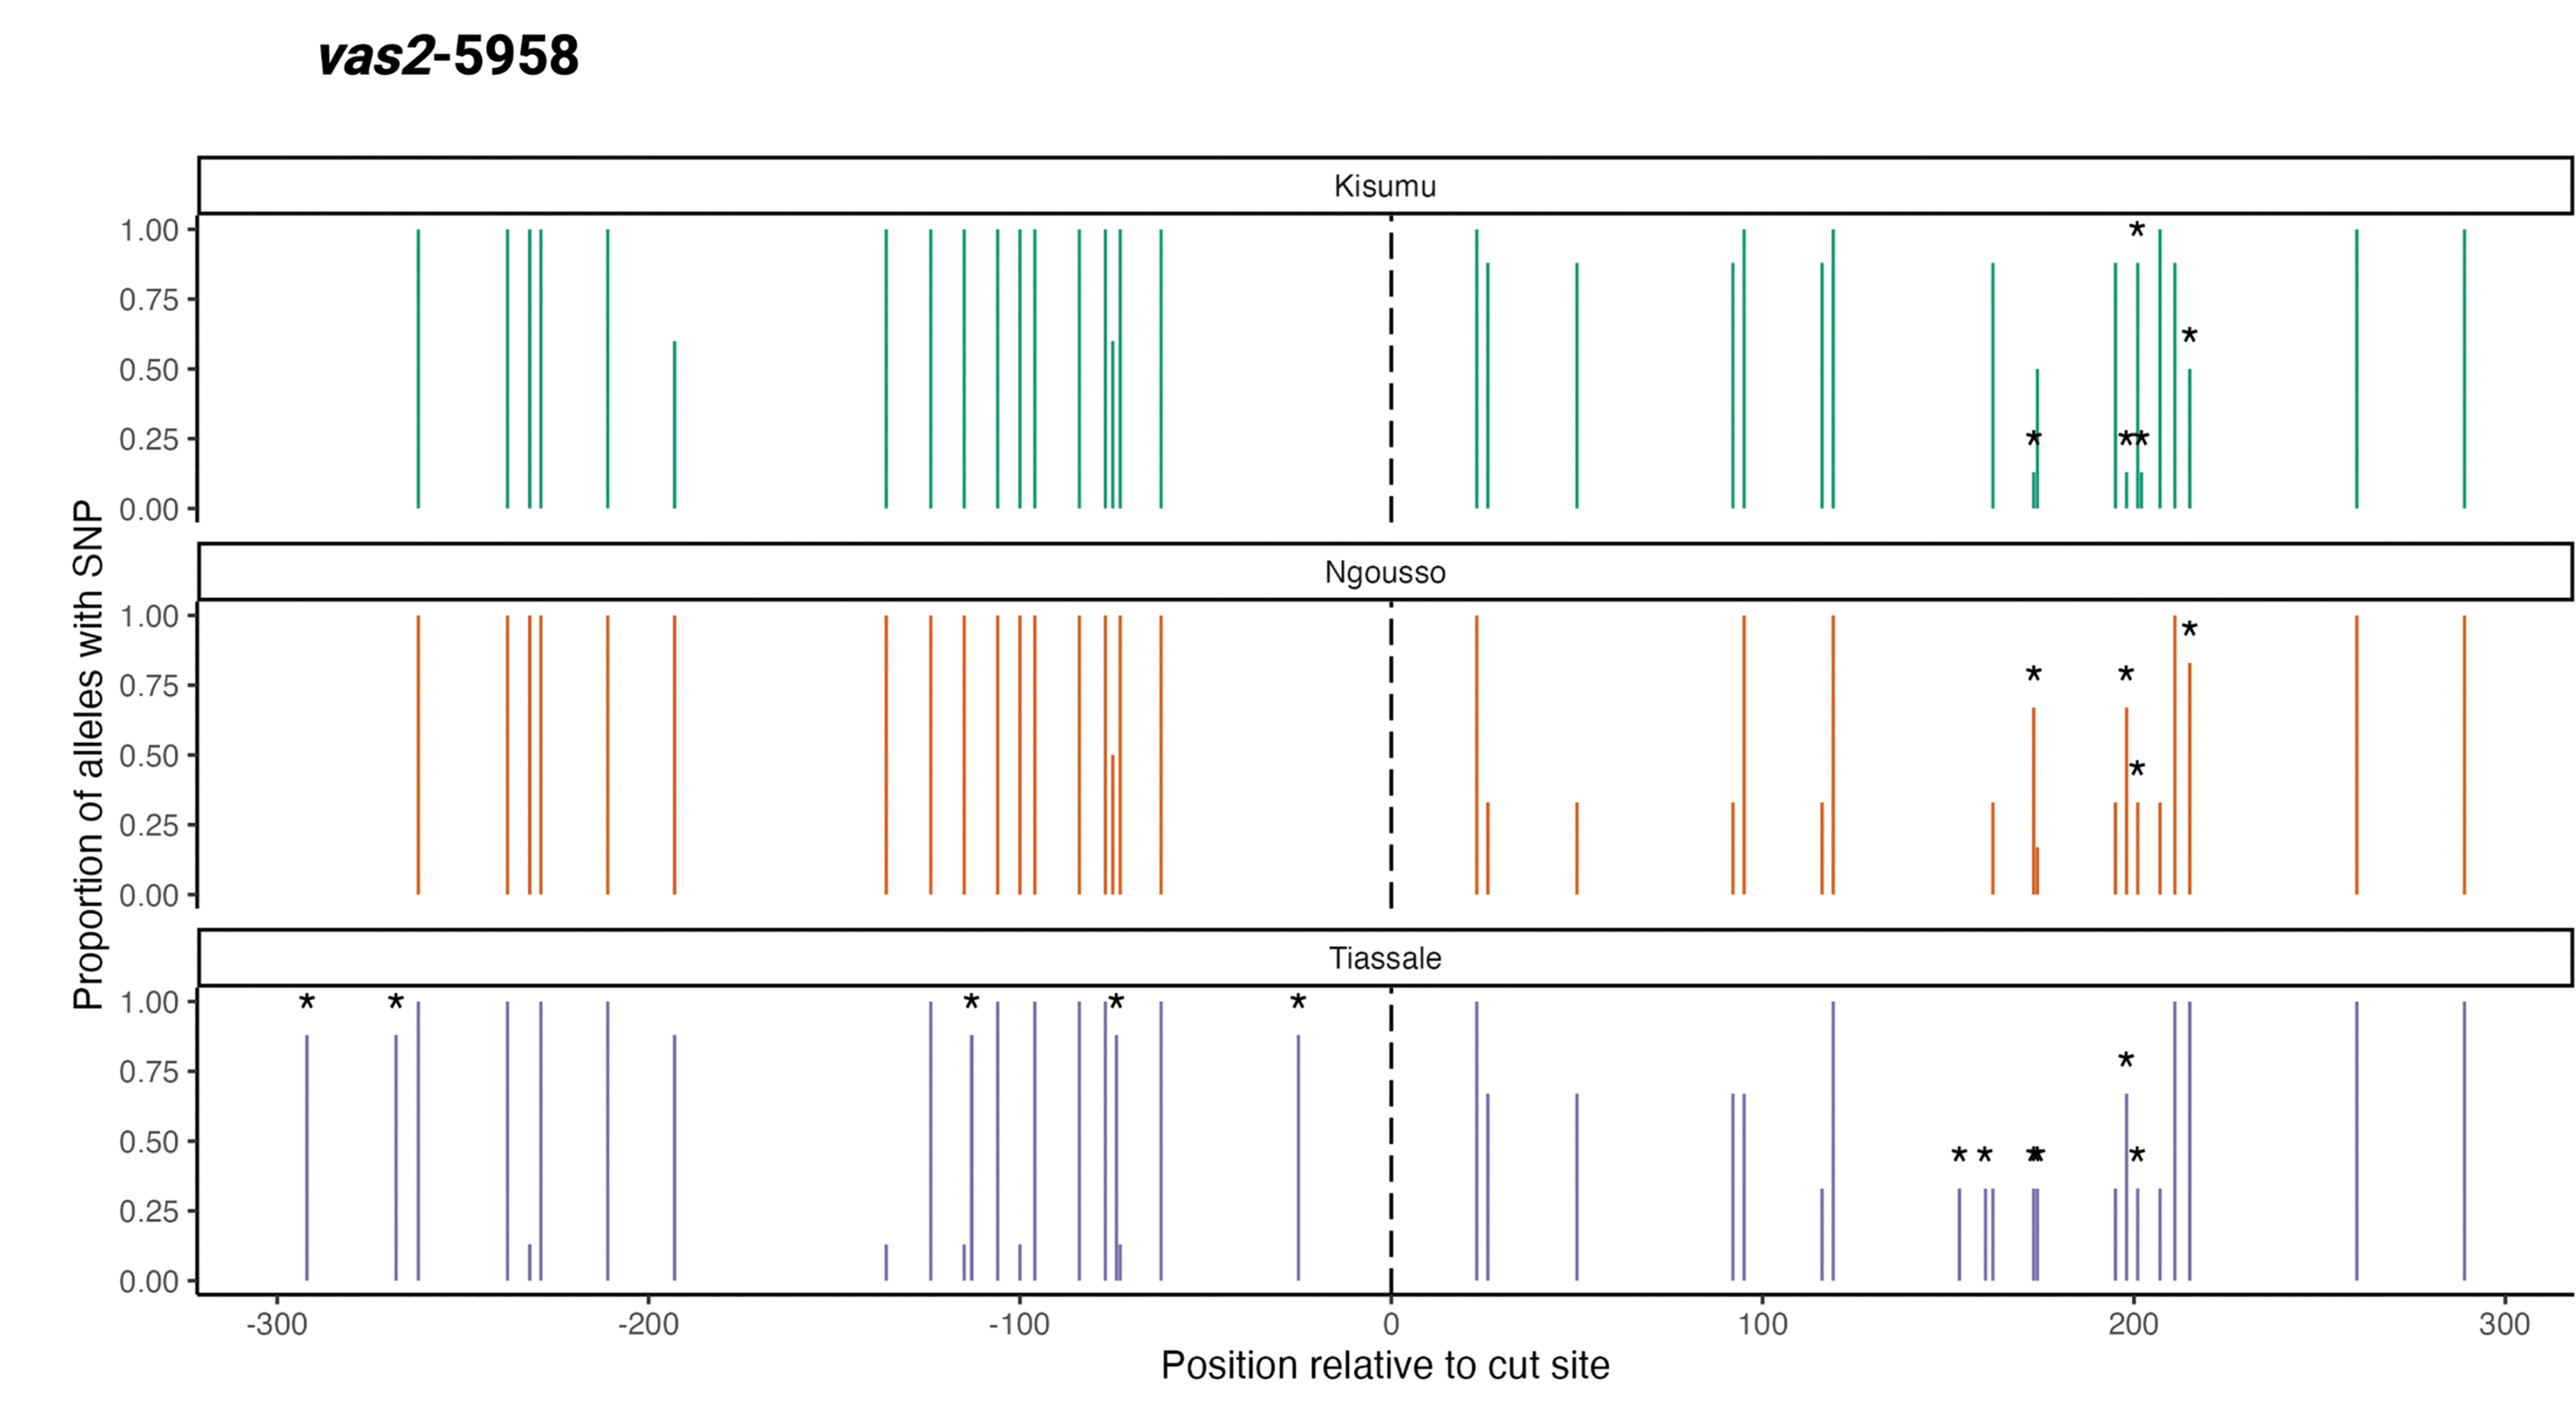 vas2-5958
Kisumu
1.00
0.75
0.50
0.25
0.00
* * * * *
Ngousso
1.00
0.75
0.50
0.25
0.00
* * * *
Tiassale
1.00
0.75
0.50
0.25
0.00
* * * * * * * * * * *
Proportion of alleles with SNP
-300 -200 -100 0 100 200 300
Position relative to cut site